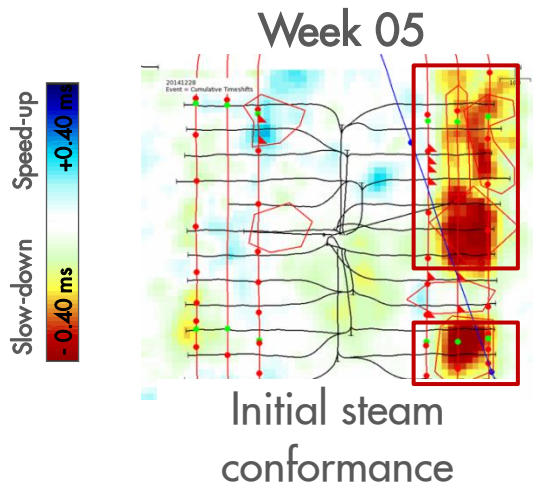 Week 05
20141228
Event = Cumulative Timeshifts
Speed-up
+0.40 ms
Slow-down
- 0.40 ms
Initial steam
conformance